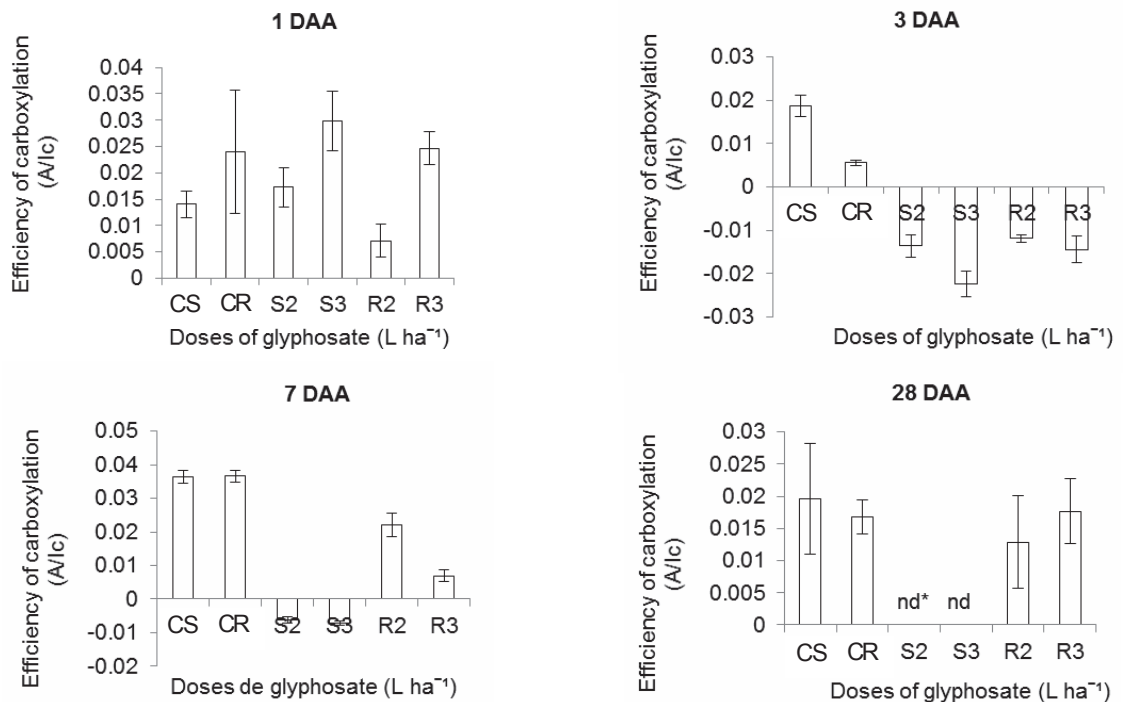 1 DAA
Efficiency of carboxylation
(A/Ic)
0.04
0.035
0.03
0.025
0.02
0.015
0.01
0.005
0
CS CR S2 S3 R2 R3
Doses of glyphosate (L ha⁻¹)
3 DAA
Efficiency of carboxylation
(A/Ic)
0.03
0.02
0.01
0
-0.01
-0.02
-0.03
CS CR S2 S3 R2 R3
Doses of glyphosate (L ha⁻¹)
7 DAA
Efficiency of carboxylation
(A/Ic)
0.05
0.04
0.03
0.02
0.01
0
-0.01
-0.02
CS CR S2 S3 R2 R3
Doses de glyphosate (L ha⁻¹)
28 DAA
Efficiency of carboxylation
(A/Ic)
0.03
0.025
0.02
0.015
0.01
0.005
0
nd* nd
CS CR S2 S3 R2 R3
Doses of glyphosate (L ha⁻¹)